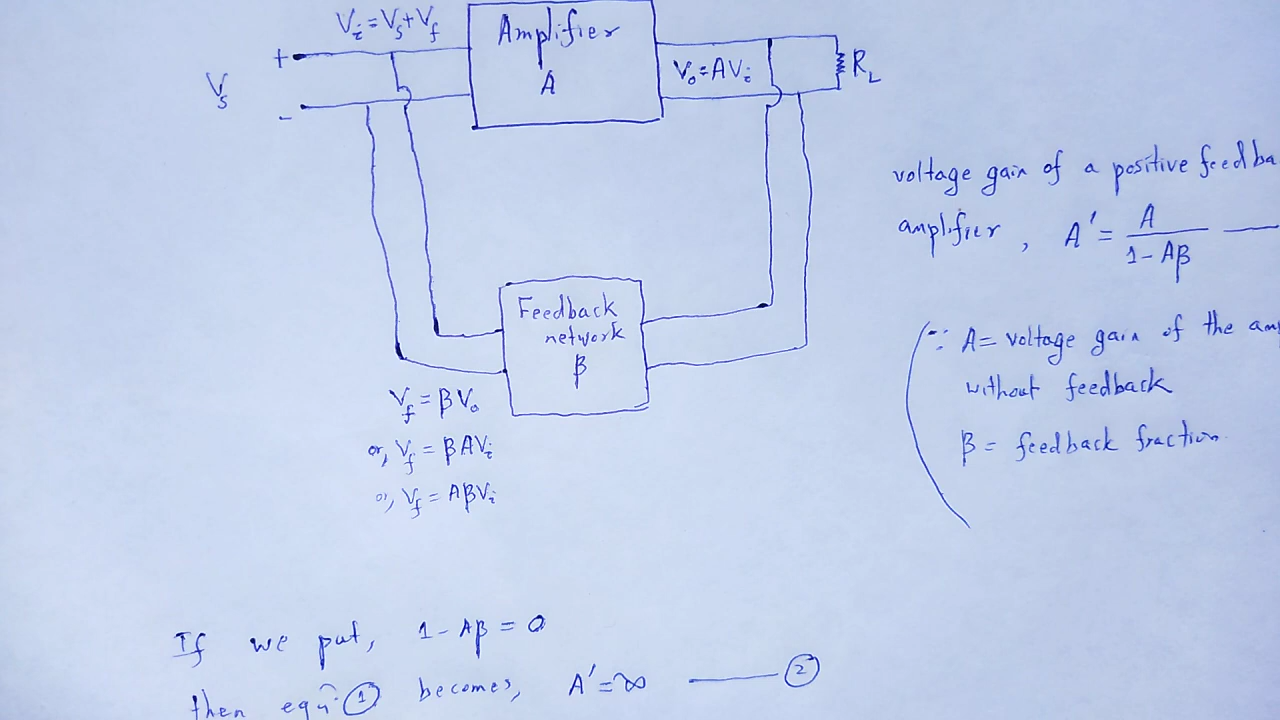 Vi = Vs + Vf
Amplifier
A
+
Vs
-
Vo = AVi
RL
voltage gain of a positive feedba
amplifier, A' = A / 1 - Aβ
∵ A = voltage gain of the am
without feedback
β = feedback fraction
Feedback
network
β
Vf = βVo
or, Vf = βAVi
or, Vf = AβVi
If we put, 1 - Aβ = 0
then eqn. ① becomes, A' = ∞ —— ②